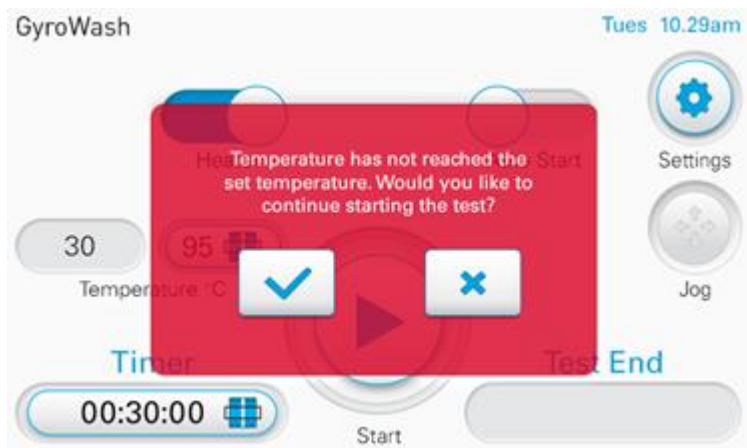 GyroWash
Tues 10.29am
Temperature has not reached the
set temperature. Would you like to
continue starting the test?
Start
Settings
30
95
Temperature °C
Jog
Timer
Test End
00:30:00
Start